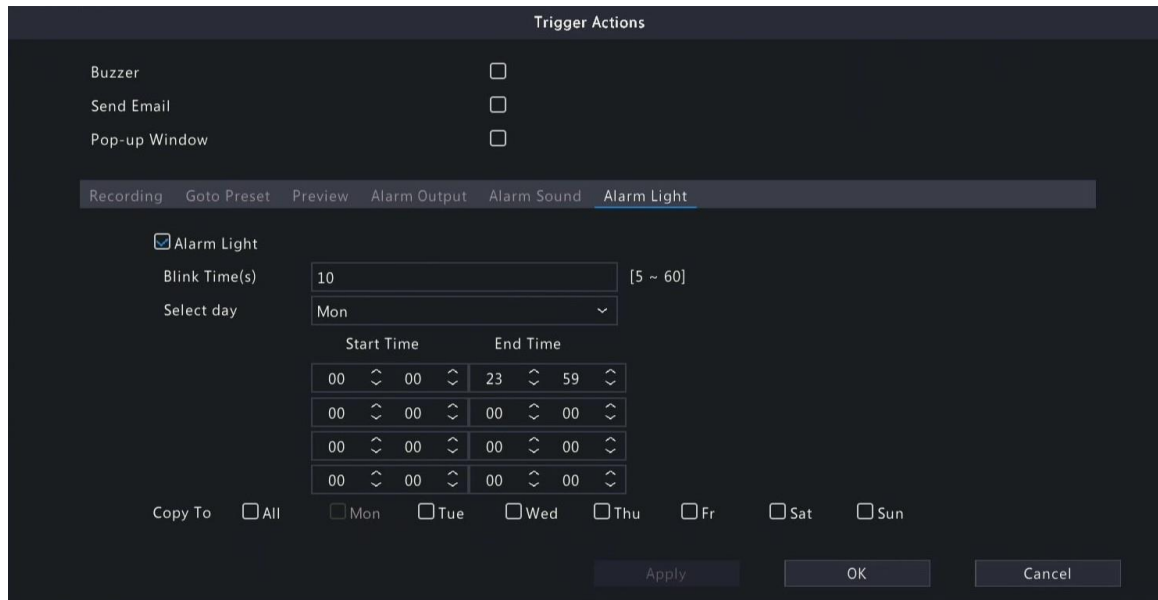 Trigger Actions
Buzzer
Send Email
Pop-up Window
Recording Goto Preset Preview Alarm Output Alarm Sound Alarm Light
Alarm Light
Blink Time(s) 10 [5 ~ 60]
Select day Mon
Start Time End Time
00 00 23 59
00 00 00 00
00 00 00 00
00 00 00 00
Copy To All Mon Tue Wed Thu Fr Sat Sun
Apply OK Cancel